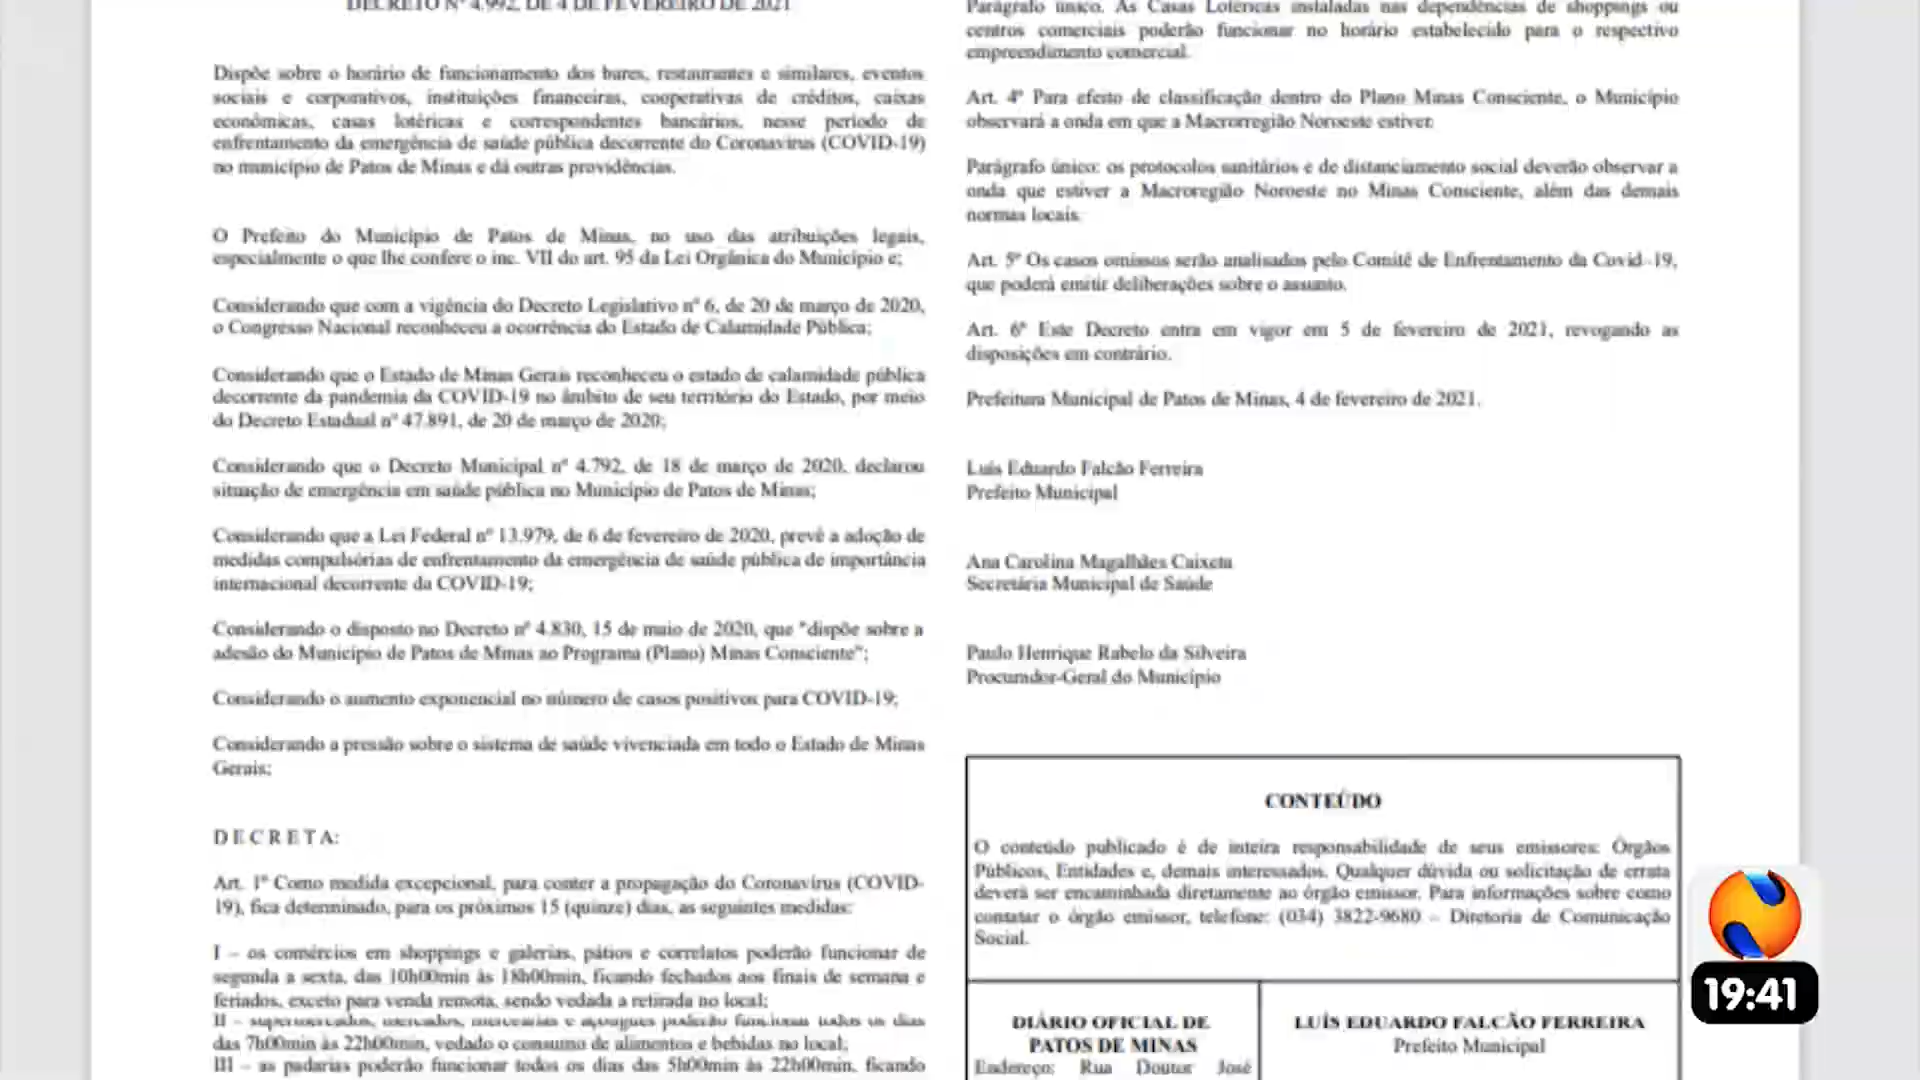 DECRETO Nº 4.992, DE 4 DE FEVEREIRO DE 2021
Dispõe sobre o horário de funcionamento dos bares, restaurantes e similares, eventos
sociais e corporativos, instituições financeiras, cooperativas de créditos, caixas
econômicas, casas lotéricas e correspondentes bancários, nesse período de
enfrentamento da emergência de saúde pública decorrente do Coronavírus (COVID-19)
no município de Patos de Minas e dá outras providências.
O Prefeito do Município de Patos de Minas, no uso das atribuições legais,
especialmente o que lhe confere o inc. VII do art. 95 da Lei Orgânica do Município e;
Considerando que com a vigência do Decreto Legislativo nº 6, de 20 de março de 2020,
o Congresso Nacional reconheceu a ocorrência do Estado de Calamidade Pública;
Considerando que o Estado de Minas Gerais reconheceu o estado de calamidade pública
decorrente da pandemia da COVID-19 no âmbito de seu território do Estado, por meio
do Decreto Estadual nº 47.891, de 20 de março de 2020;
Considerando que o Decreto Municipal nº 4.792, de 18 de março de 2020, declarou
situação de emergência em saúde pública no Município de Patos de Minas;
Considerando que a Lei Federal nº 13.979, de 6 de fevereiro de 2020, prevê a adoção de
medidas compulsórias de enfrentamento da emergência de saúde pública de importância
internacional decorrente da COVID-19;
Considerando o disposto no Decreto nº 4.830, 15 de maio de 2020, que "dispõe sobre a
adesão do Município de Patos de Minas ao Programa (Plano) Minas Consciente";
Considerando o aumento exponencial no número de casos positivos para COVID-19;
Considerando a pressão sobre o sistema de saúde vivenciada em todo o Estado de Minas
Gerais;
D E C R E T A:
Art. 1º Como medida excepcional, para conter a propagação do Coronavírus (COVID-
19), fica determinado, para os próximos 15 (quinze) dias, as seguintes medidas:
I – os comércios em shoppings e galerias, pátios e correlatos poderão funcionar de
segunda a sexta, das 10h00min às 18h00min, ficando fechados aos finais de semana e
feriados, exceto para venda remota, sendo vedada a retirada no local;
II – supermercados, mercados, mercearias e açougues poderão funcionar todos os dias
das 7h00min às 22h00min, vedado o consumo de alimentos e bebidas no local;
III – as padarias poderão funcionar todos os dias das 5h00min às 22h00min, ficando
Parágrafo único. As Casas Lotéricas instaladas nas dependências de shoppings ou
centros comerciais poderão funcionar no horário estabelecido para o respectivo
empreendimento comercial.
Art. 4º Para efeito de classificação dentro do Plano Minas Consciente, o Município
observará a onda em que a Macrorregião Noroeste estiver.
Parágrafo único: os protocolos sanitários e de distanciamento social deverão observar a
onda que estiver a Macroregião Noroeste no Minas Consciente, além das demais
normas locais.
Art. 5º Os casos omissos serão analisados pelo Comitê de Enfrentamento da Covid-19,
que poderá emitir deliberações sobre o assunto.
Art. 6º Este Decreto entra em vigor em 5 de fevereiro de 2021, revogando as
disposições em contrário.
Prefeitura Municipal de Patos de Minas, 4 de fevereiro de 2021.
Luís Eduardo Falcão Ferreira
Prefeito Municipal
Ana Carolina Magalhães Caixeta
Secretária Municipal de Saúde
Paulo Henrique Rabelo da Silveira
Procurador-Geral do Município
CONTEÚDO
O conteúdo publicado é de inteira responsabilidade de seus emissores: Órgãos
Públicos, Entidades e, demais interessados. Qualquer dúvida ou solicitação de errata
deverá ser encaminhada diretamente ao órgão emissor. Para informações sobre como
contatar o órgão emissor, telefone: (034) 3822-9680 – Diretoria de Comunicação
Social.
DIÁRIO OFICIAL DE
PATOS DE MINAS
Endereço: Rua Doutor José
LUÍS EDUARDO FALCÃO FERREIRA
Prefeito Municipal
19:41